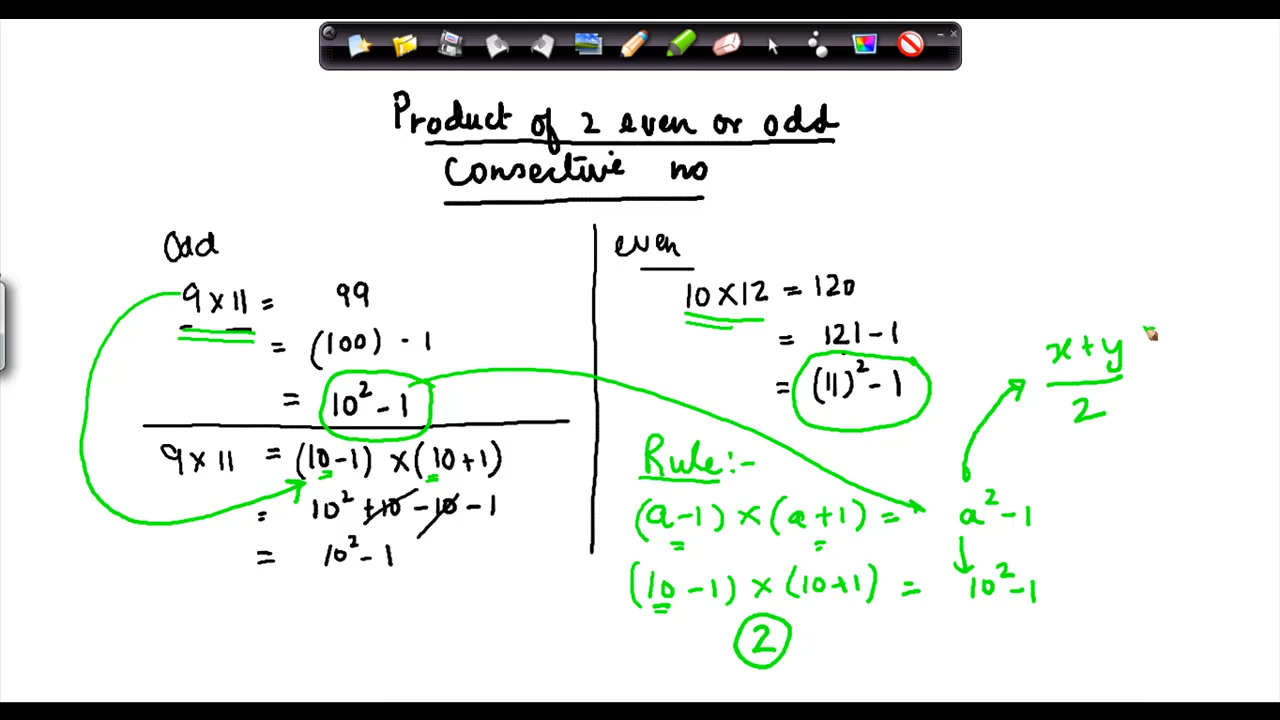 Product of 2 even or odd
Consective no
Odd
9 x 11 = 99
= (100) - 1
= 10² - 1
9 x 11 = (10-1) x (10+1)
= 10² +10 - 10 - 1
= 10² - 1
even
10 x 12 = 120
= 121 - 1
= (11)² - 1
Rule:-
(a-1) x (a+1) = a² - 1
(10-1) x (10+1) = 10² - 1
2
x+y
2